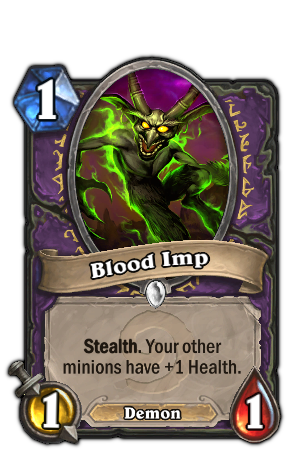 1
Blood Imp
Stealth. Your other
minions have +1 Health.
1
Demon
1